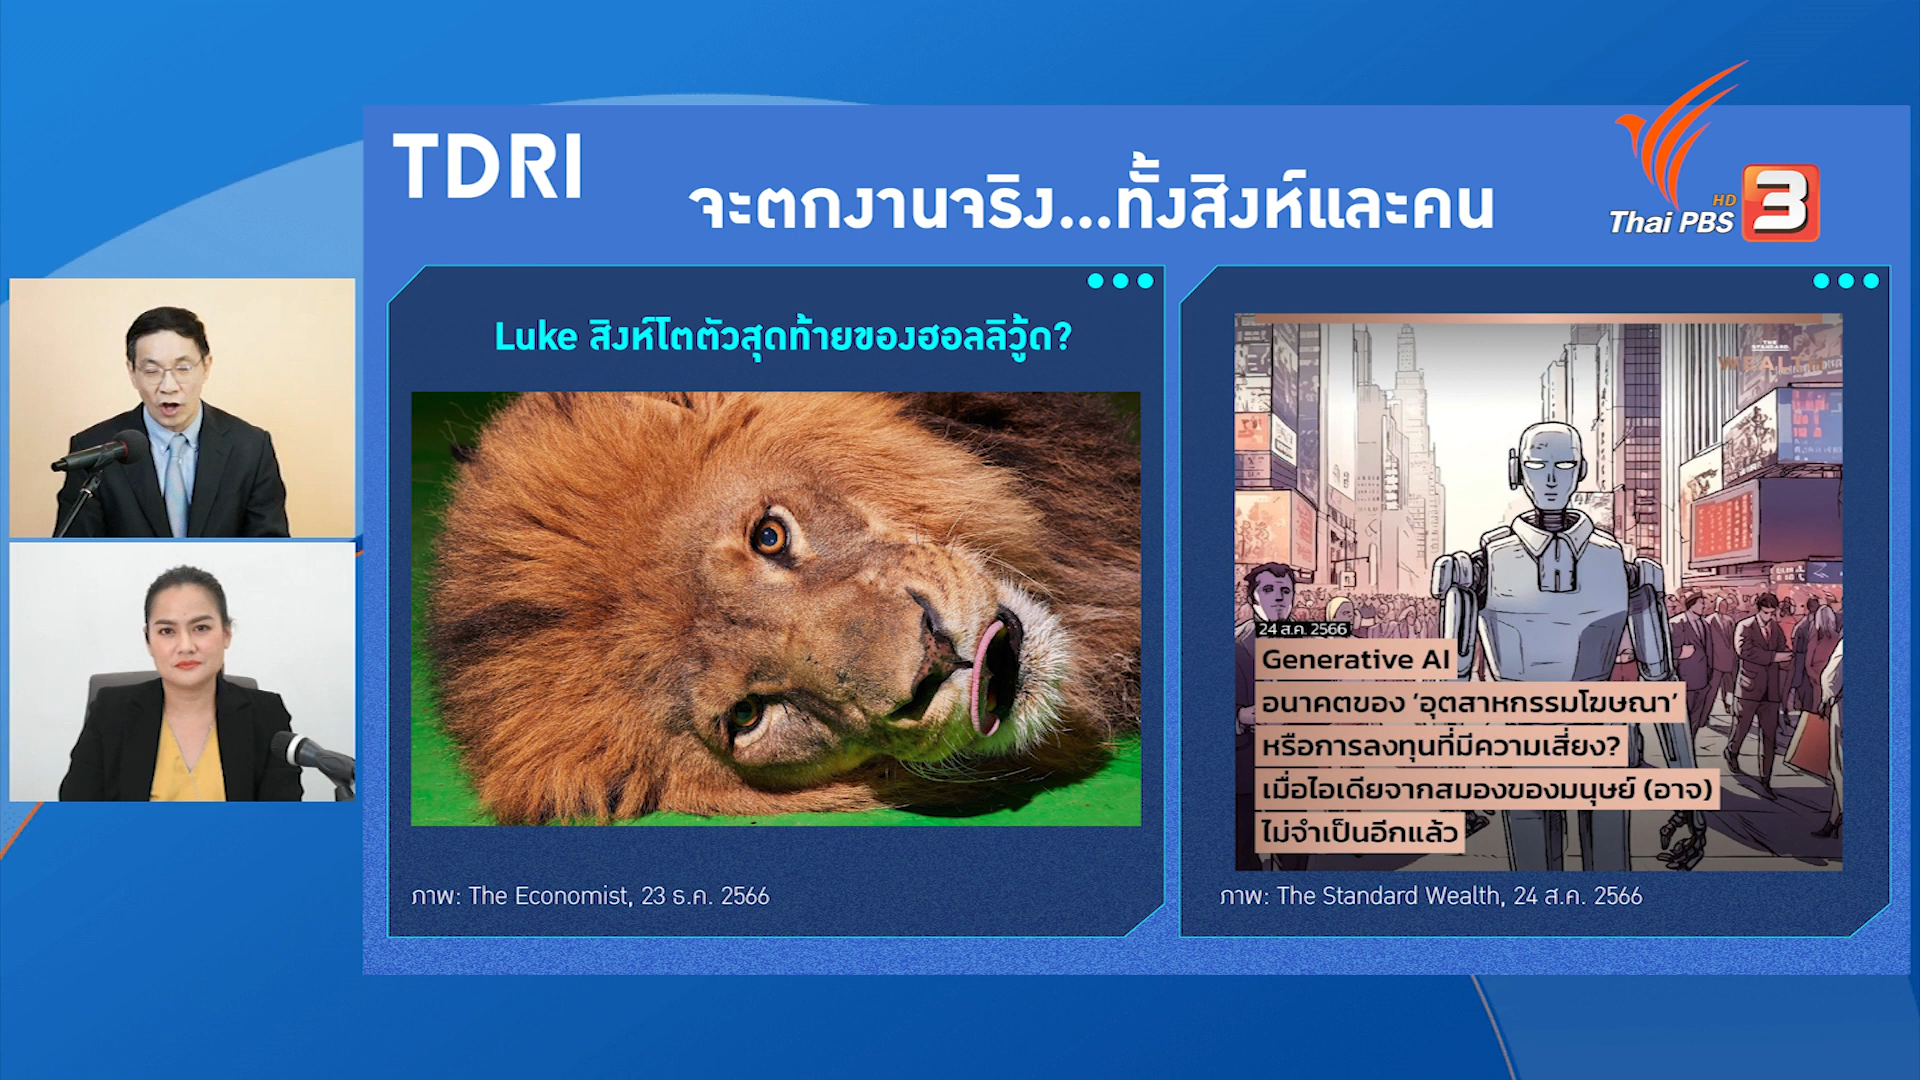 TDRI
จะตกงานจริง...ทั้งสิงห์และคน
HD
Thai PBS 3
Luke สิงห์โตตัวสุดท้ายของฮอลลิวู้ด?
ภาพ: The Economist, 23 ธ.ค. 2566
THE STANDARD
WEALTH
24 ส.ค. 2566
Generative AI
อนาคตของ ‘อุตสาหกรรมโฆษณา’
หรือการลงทุนที่มีความเสี่ยง?
เมื่อไอเดียจากสมองของมนุษย์ (อาจ)
ไม่จำเป็นอีกแล้ว
ภาพ: The Standard Wealth, 24 ส.ค. 2566